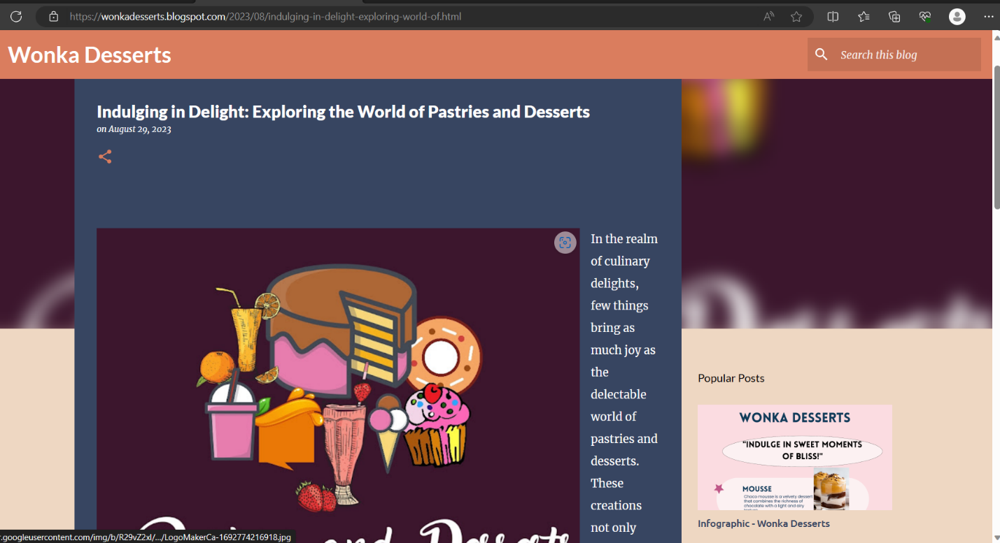 https://wonkadesserts.blogspot.com/2023/08/indulging-in-delight-exploring-world-of.html
Wonka Desserts
Search this blog
Indulging in Delight: Exploring the World of Pastries and Desserts
on August 29, 2023
In the realm
of culinary
delights,
few things
bring as
much joy as
the
delectable
world of
pastries and
desserts.
These
creations
not only
Popular Posts
WONKA DESSERTS
"INDULGE IN SWEET MOMENTS
OF BLISS!"
MOUSSE
Choco mousse is a velvety dessert
that combines the richness of
chocolate with a light and airy
Infographic - Wonka Desserts
r.googleusercontent.com/img/b/R29vZ2xl/.../LogoMakerCa-1692774216918.jpg